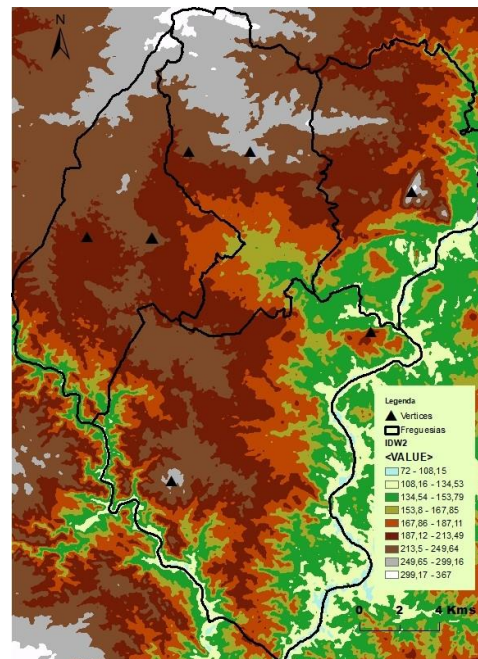 N
Legenda
Vertices
Freguesias
IDW2
<VALUE>
72 - 108,15
108,16 - 134,53
134,54 - 153,79
153,8 - 167,85
167,86 - 187,11
187,12 - 213,49
213,5 - 249,64
249,65 - 299,16
299,17 - 367
0 2 4 Kms